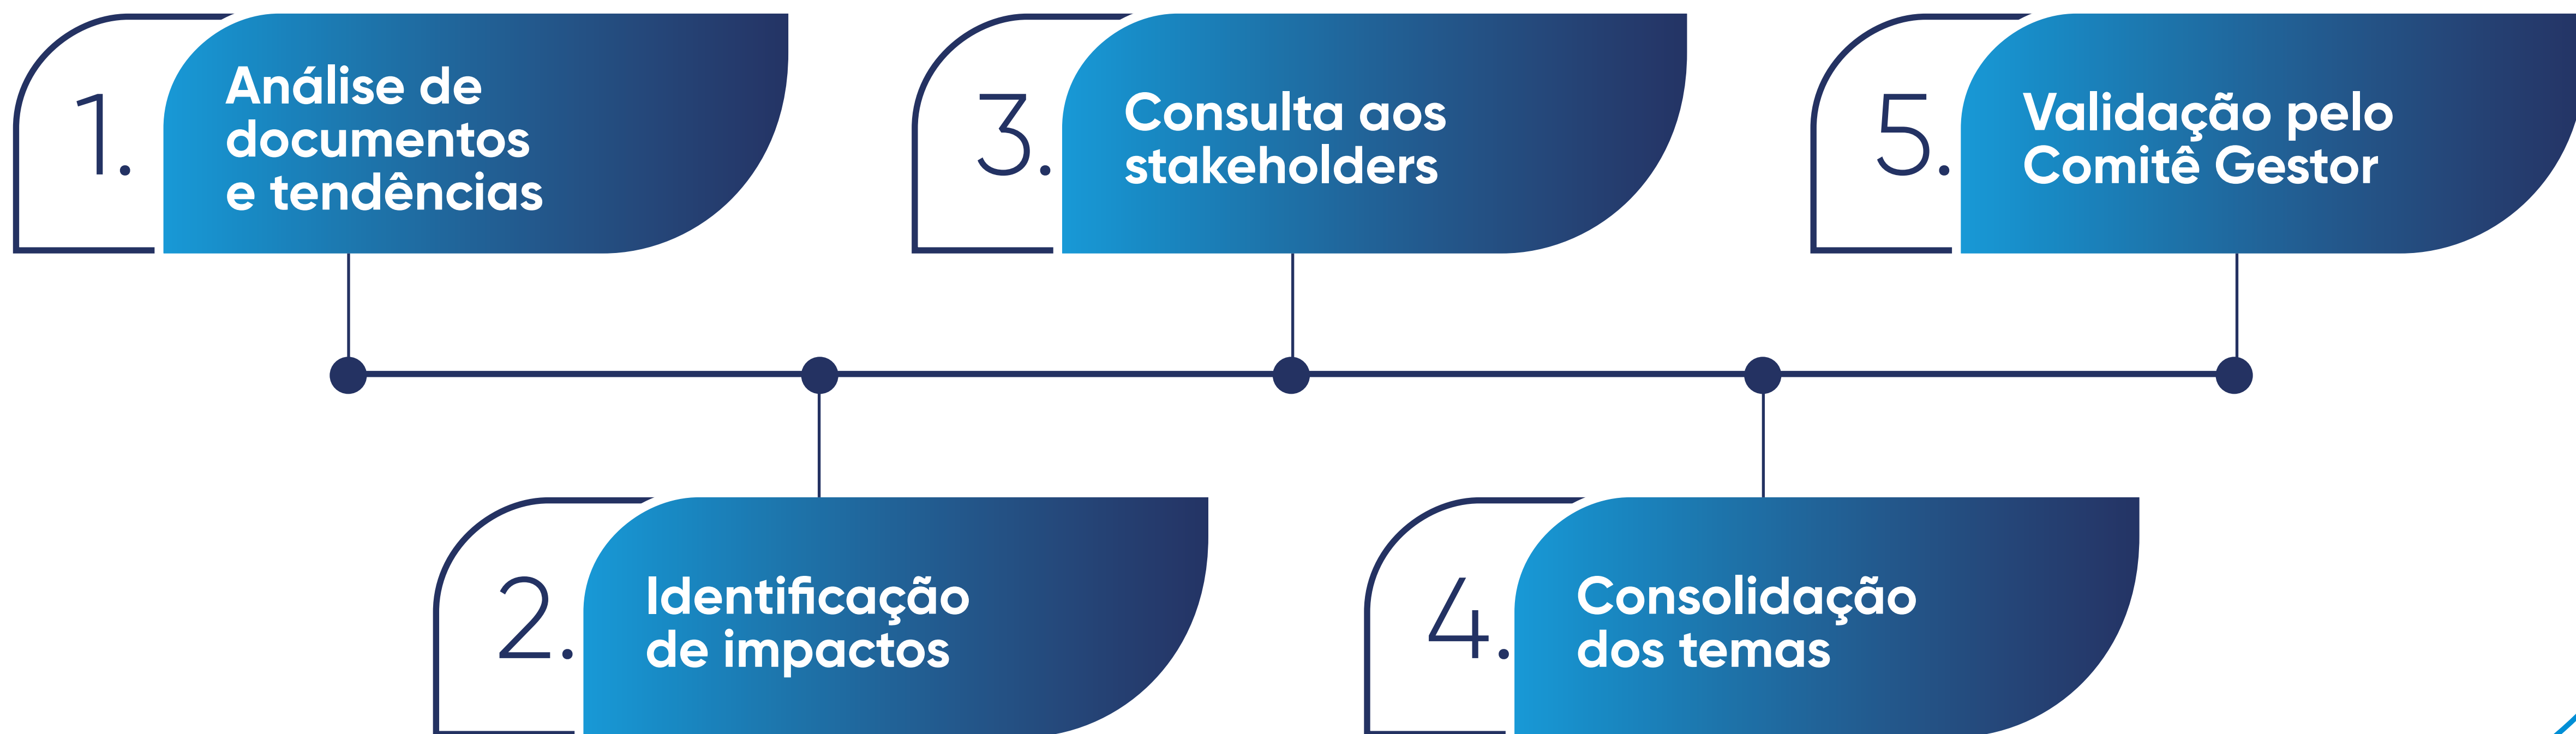 1.
Análise de
documentos
e tendências
2.
Identificação
de impactos
3.
Consulta aos
stakeholders
4.
Consolidação
dos temas
5.
Validação pelo
Comitê Gestor